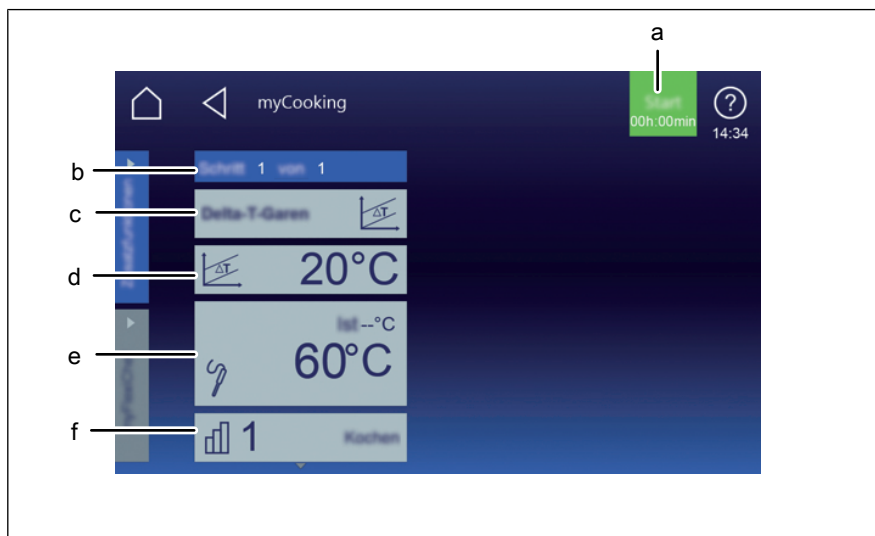 a
myCooking
Start
00h:00min
14:34
b
Schritt 1 von 1
c
Delta-T-Garen ΔT
d
ΔT 20°C
Ist --°C
e
60°C
f
1 Kochen